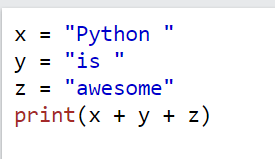 x = "Python "
y = "is "
z = "awesome"
print(x + y + z)